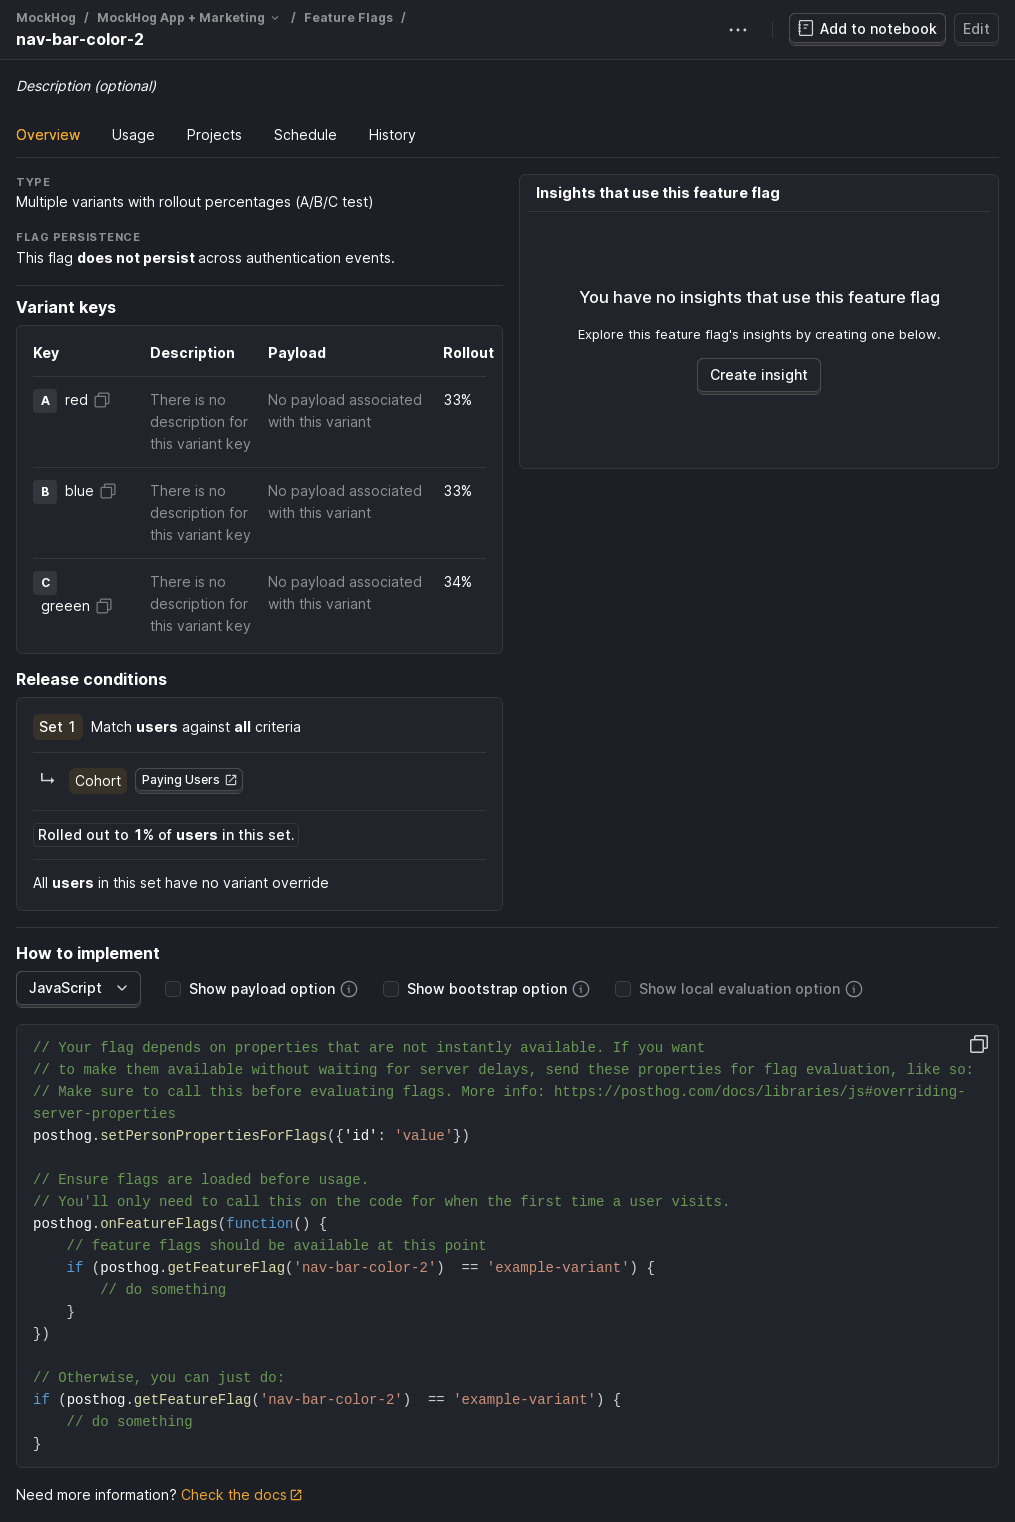 MockHog / MockHog App + Marketing / Feature Flags /
nav-bar-color-2
Add to notebook
Edit
Description (optional)
Overview Usage Projects Schedule History
TYPE
Multiple variants with rollout percentages (A/B/C test)
FLAG PERSISTENCE
This flag does not persist across authentication events.
Variant keys
Key Description Payload Rollout
A red There is no No payload associated 33%
description for with this variant
this variant key
B blue There is no No payload associated 33%
description for with this variant
this variant key
C There is no No payload associated 34%
greeen description for with this variant
this variant key
Release conditions
Set 1 Match users against all criteria
Cohort Paying Users
Rolled out to 1% of users in this set.
All users in this set have no variant override
Insights that use this feature flag
You have no insights that use this feature flag
Explore this feature flag's insights by creating one below.
Create insight
How to implement
JavaScript Show payload option Show bootstrap option Show local evaluation option
// Your flag depends on properties that are not instantly available. If you want
// to make them available without waiting for server delays, send these properties for flag evaluation, like so:
// Make sure to call this before evaluating flags. More info: https://posthog.com/docs/libraries/js#overriding-
server-properties
posthog.setPersonPropertiesForFlags({'id': 'value'})
// Ensure flags are loaded before usage.
// You'll only need to call this on the code for when the first time a user visits.
posthog.onFeatureFlags(function() {
// feature flags should be available at this point
if (posthog.getFeatureFlag('nav-bar-color-2')  == 'example-variant') {
// do something
}
})
// Otherwise, you can just do:
if (posthog.getFeatureFlag('nav-bar-color-2')  == 'example-variant') {
// do something
}
Need more information? Check the docs